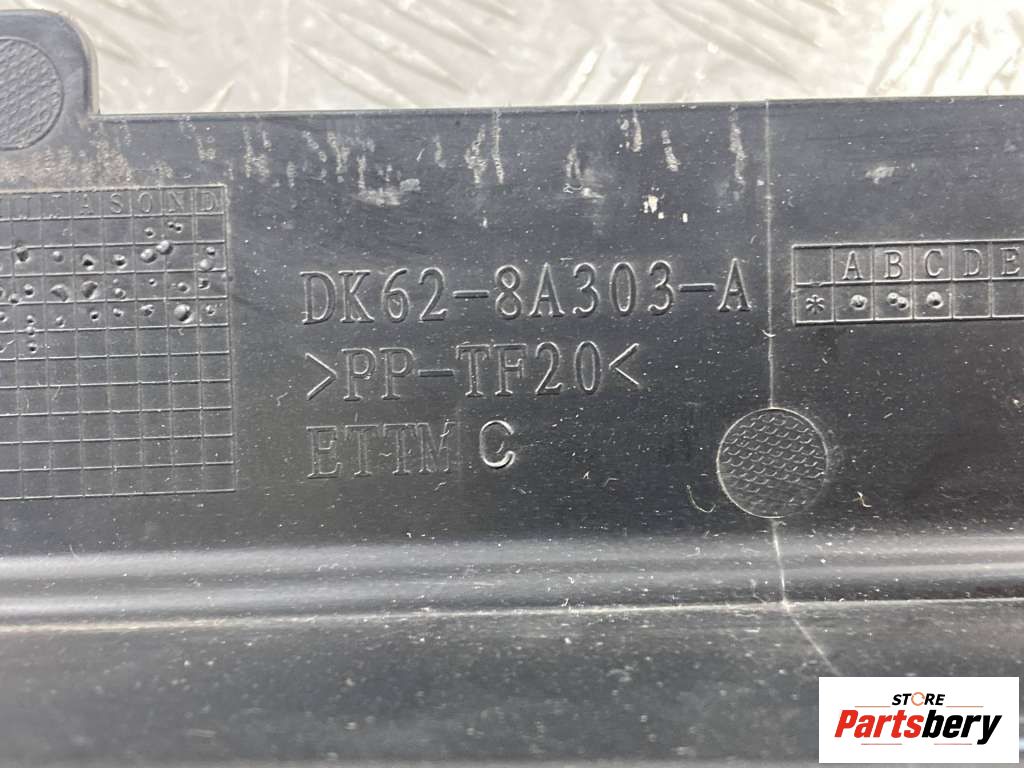 J J A S O N D
DK62-8A303-A
>PP-TF20<
ETTM C
A B C D E
*
STORE
Partsbery